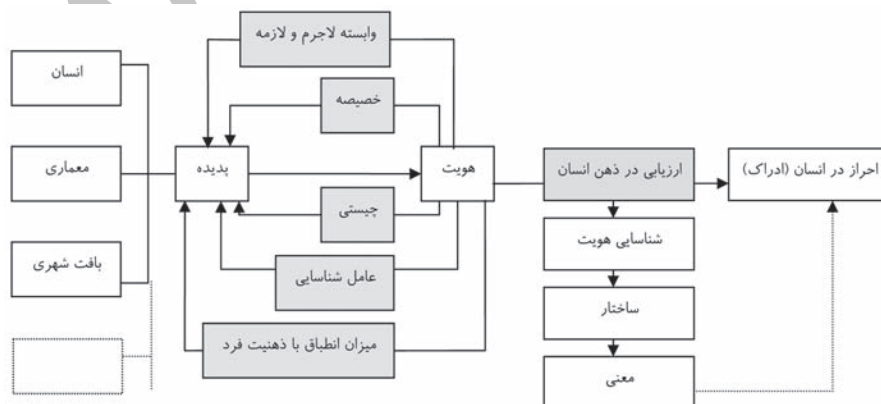 وابسته لاجرم و لازمه
انسان
خصیصه
معماری
پدیده
هویت
ارزیابی در ذهن انسان
احراز در انسان (ادراک)
چیستی
شناسایی هویت
بافت شهری
عامل شناسایی
ساختار
میزان انطباق با ذهنیت فرد
معنی